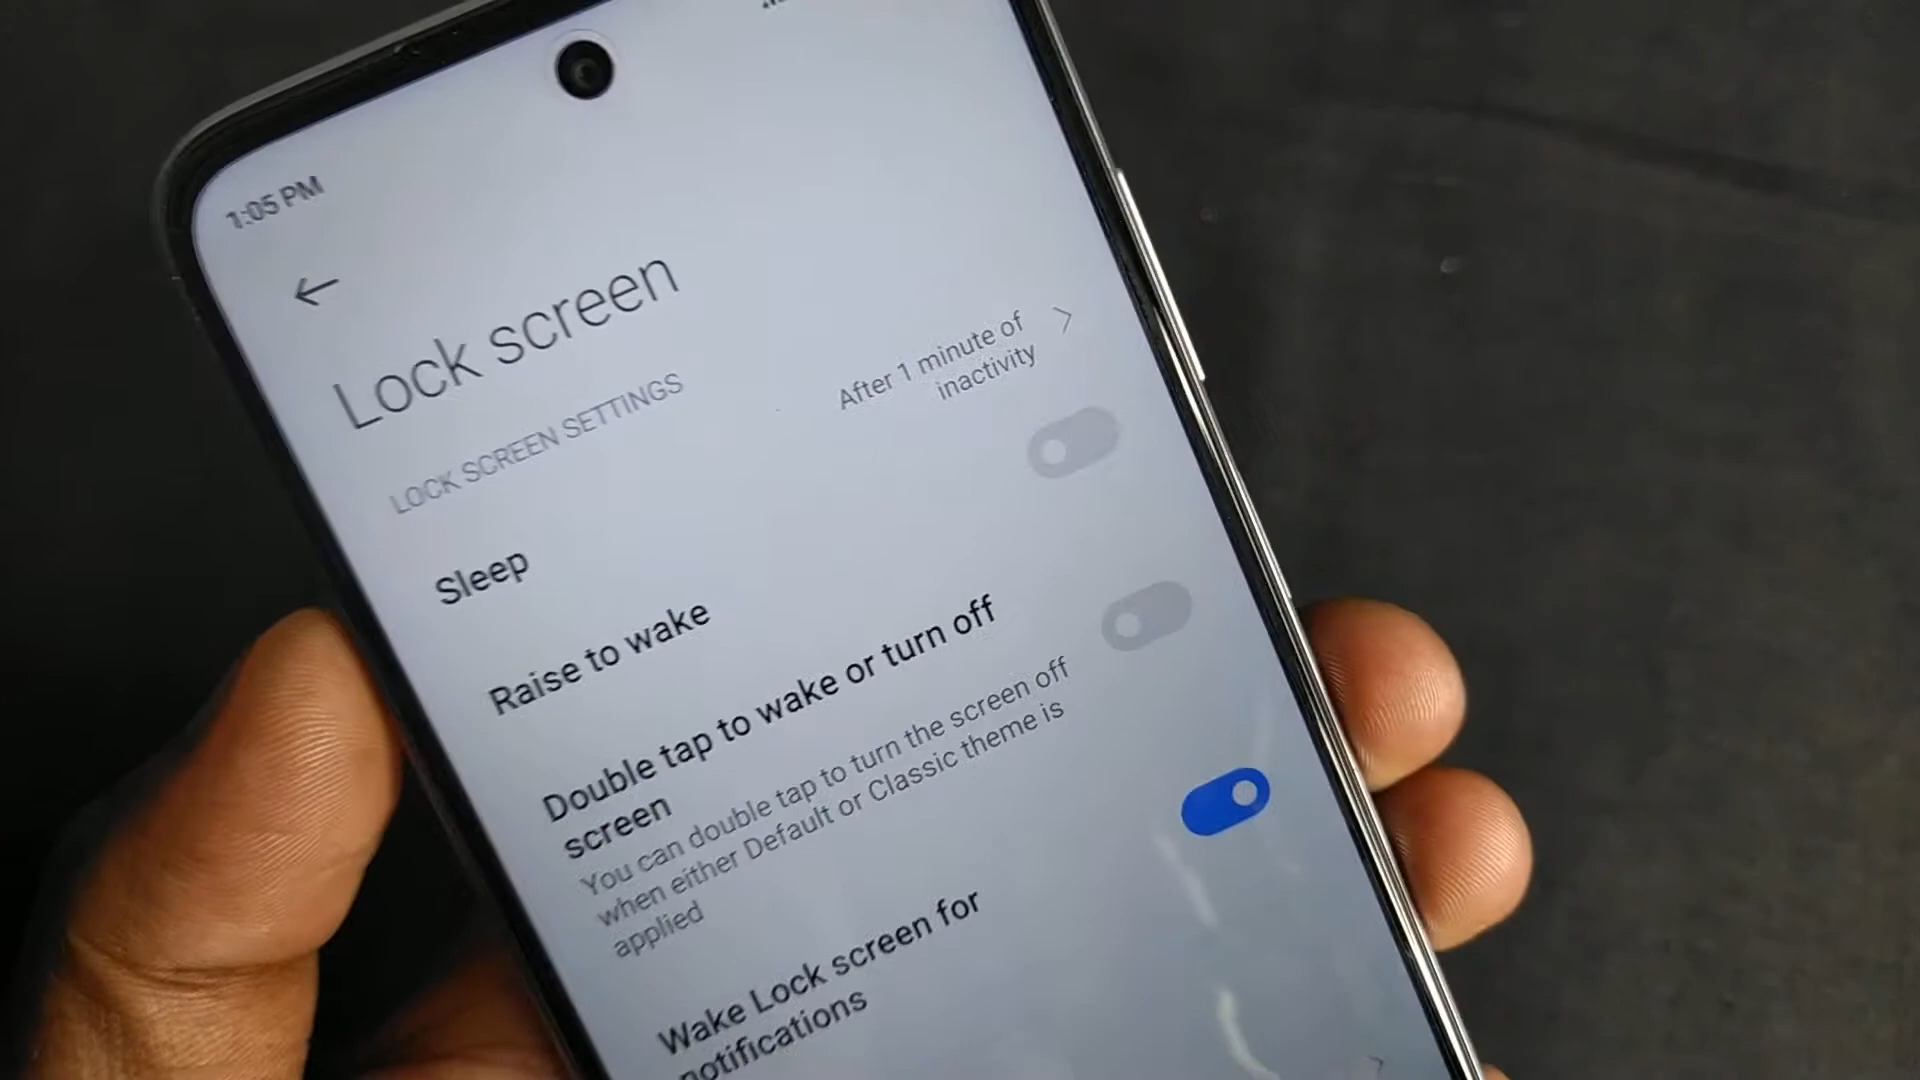 1:05 PM
Lock screen
LOCK SCREEN SETTINGS
Sleep
After 1 minute of
inactivity
Raise to wake
Double tap to wake or turn off
screen
You can double tap to turn the screen off
when either Default or Classic theme is
applied
Wake Lock screen for
notifications